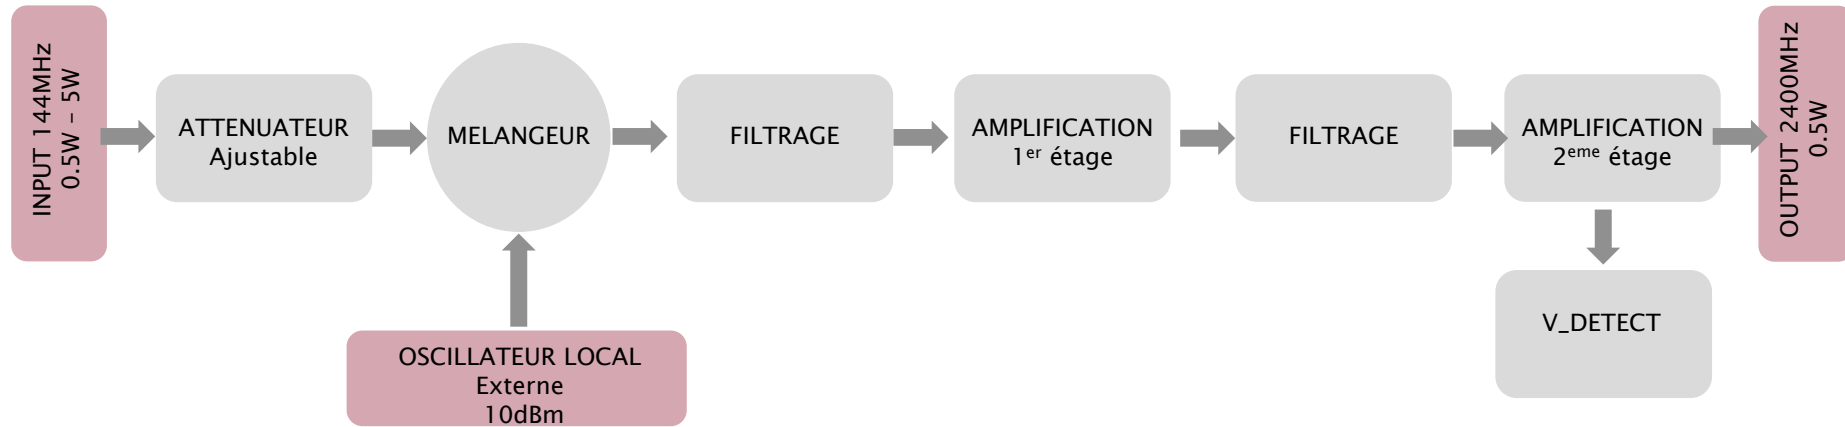 INPUT 144MHz
0.5W – 5W
ATTENUATEUR
Ajustable
MELANGEUR
FILTRAGE
AMPLIFICATION
1er étage
FILTRAGE
AMPLIFICATION
2eme étage
OUTPUT 2400MHz
0.5W
OSCILLATEUR LOCAL
Externe
10dBm
V_DETECT